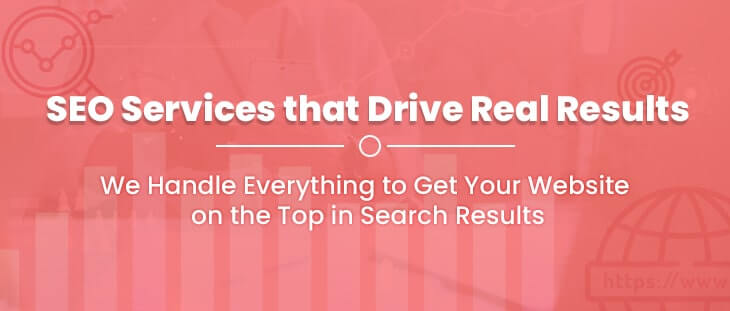 SEO Services that Drive Real Results
We Handle Everything to Get Your Website
on the Top in Search Results
https://www